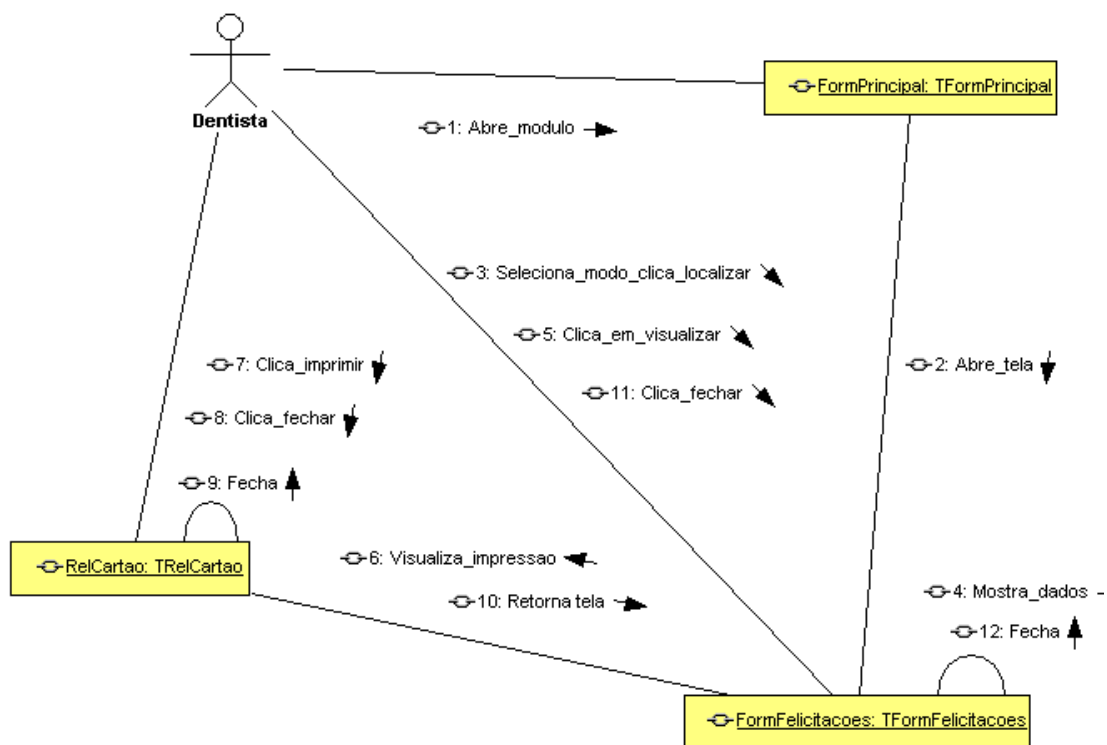 FormPrincipal: TFormPrincipal
Dentista
1: Abre_modulo
3: Seleciona_modo_clica_localizar
5: Clica_em_visualizar
7: Clica_imprimir
2: Abre_tela
11: Clica_fechar
8: Clica_fechar
9: Fecha
RelCartao: TRelCartao
6: Visualiza_impressao
10: Retorna tela
4: Mostra_dados
12: Fecha
FormFelicitacoes: TFormFelicitacoes